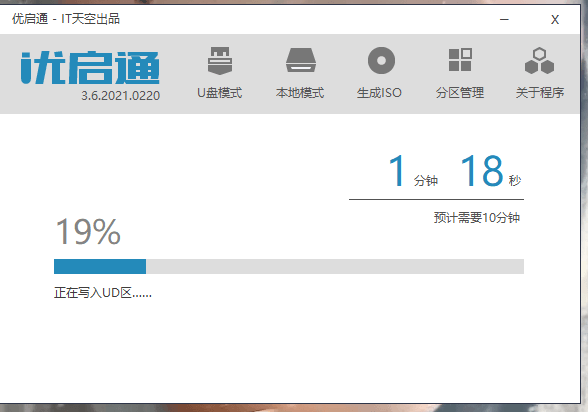 优启通 - IT天空出品
优启通
3.6.2021.0220
U盘模式
本地模式
生成ISO
分区管理
关于程序
1 分钟 18 秒
预计需要10分钟
19%
正在写入UD区......